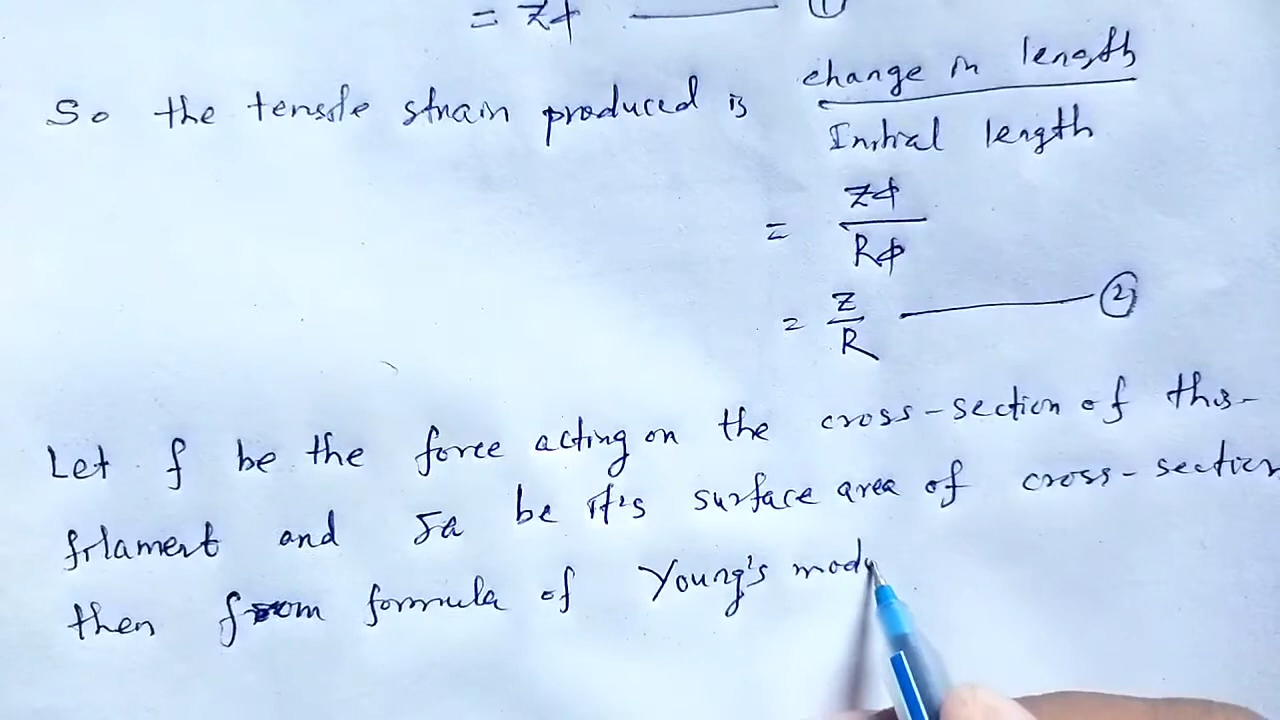 = Zϕ ——— ①
So the tensile strain produced is change in length
Initial length
= Zϕ
Rϕ
= Z
R ——— ②
Let f be the force acting on the cross-section of this-
filament and δa be it's surface area of cross-section
then from formula of Young's modu